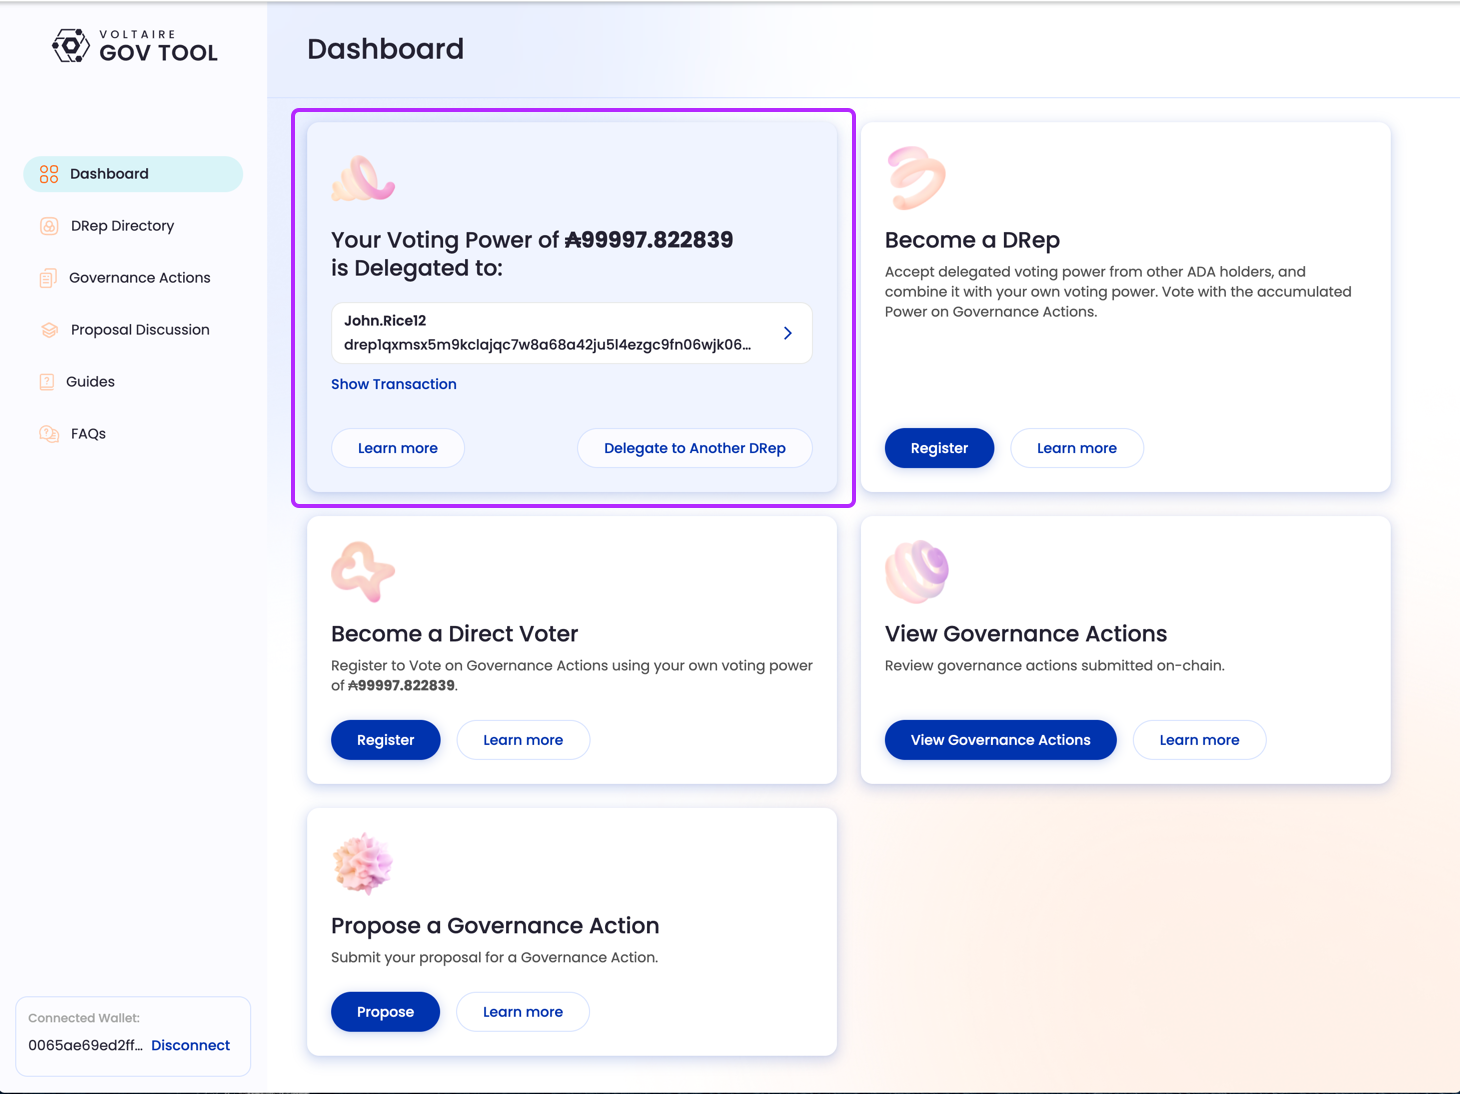 VOLTAIRE
GOV TOOL
Dashboard
Dashboard
DRep Directory
Governance Actions
Proposal Discussion
Guides
FAQs
Connected Wallet:
0065ae69ed2ff... Disconnect
Your Voting Power of ₳99997.822839
is Delegated to:
John.Rice12
drep1qxmsx5m9kclajqc7w8a68a42ju5l4ezgc9fn06wjk06...
Show Transaction
Learn more
Delegate to Another DRep
Become a DRep
Accept delegated voting power from other ADA holders, and
combine it with your own voting power. Vote with the accumulated
Power on Governance Actions.
Register
Learn more
Become a Direct Voter
Register to Vote on Governance Actions using your own voting power
of ₳99997.822839.
Register
Learn more
View Governance Actions
Review governance actions submitted on-chain.
View Governance Actions
Learn more
Propose a Governance Action
Submit your proposal for a Governance Action.
Propose
Learn more